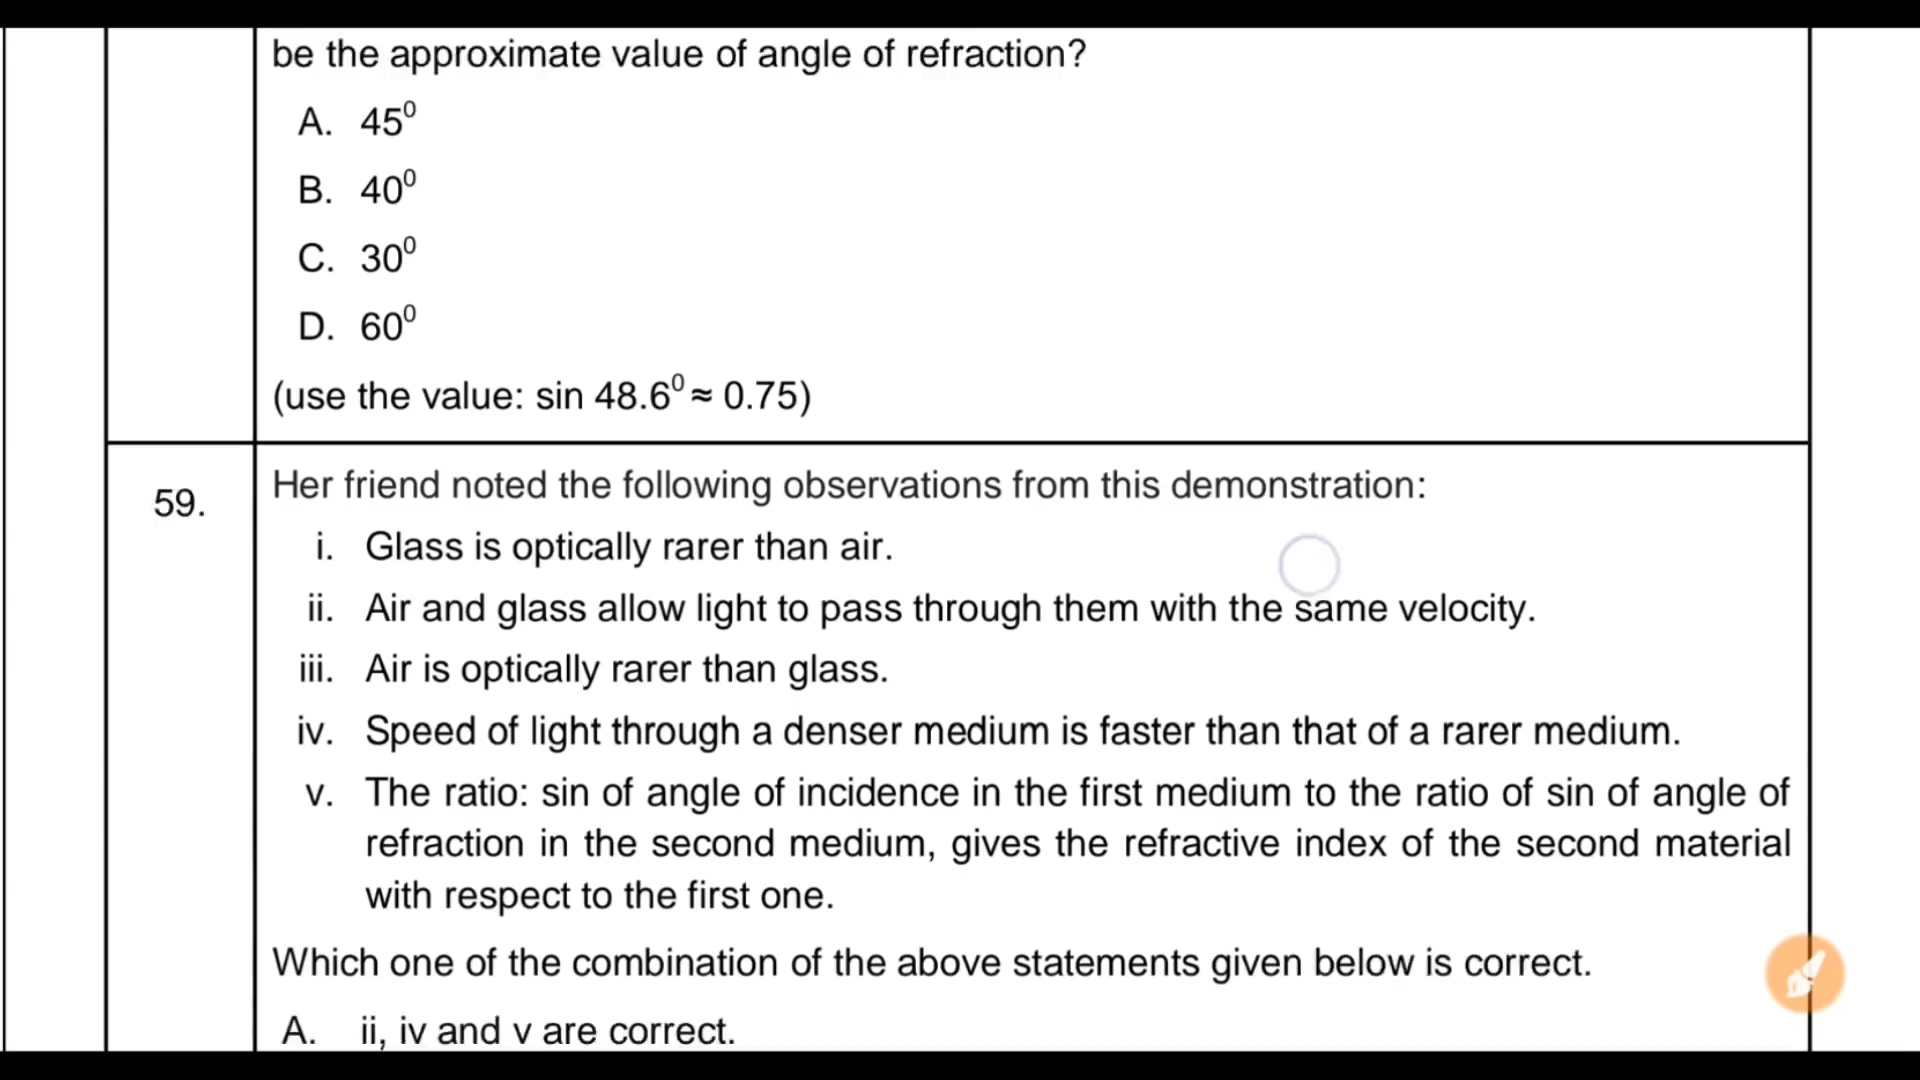 be the approximate value of angle of refraction?
A. 45⁰
B. 40⁰
C. 30⁰
D. 60⁰
(use the value: sin 48.6⁰ ≈ 0.75)
59.
Her friend noted the following observations from this demonstration:
i. Glass is optically rarer than air.
ii. Air and glass allow light to pass through them with the same velocity.
iii. Air is optically rarer than glass.
iv. Speed of light through a denser medium is faster than that of a rarer medium.
v. The ratio: sin of angle of incidence in the first medium to the ratio of sin of angle of
refraction in the second medium, gives the refractive index of the second material
with respect to the first one.
Which one of the combination of the above statements given below is correct.
A. ii, iv and v are correct.